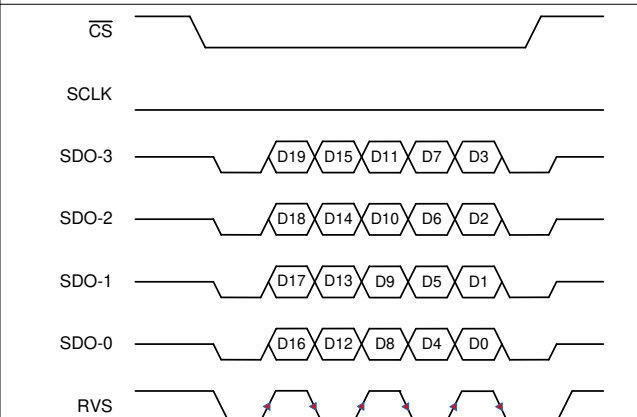 CS
SCLK
SDO-3 D19 D15 D11 D7 D3
SDO-2 D18 D14 D10 D6 D2
SDO-1 D17 D13 D9 D5 D1
SDO-0 D16 D12 D8 D4 D0
RVS